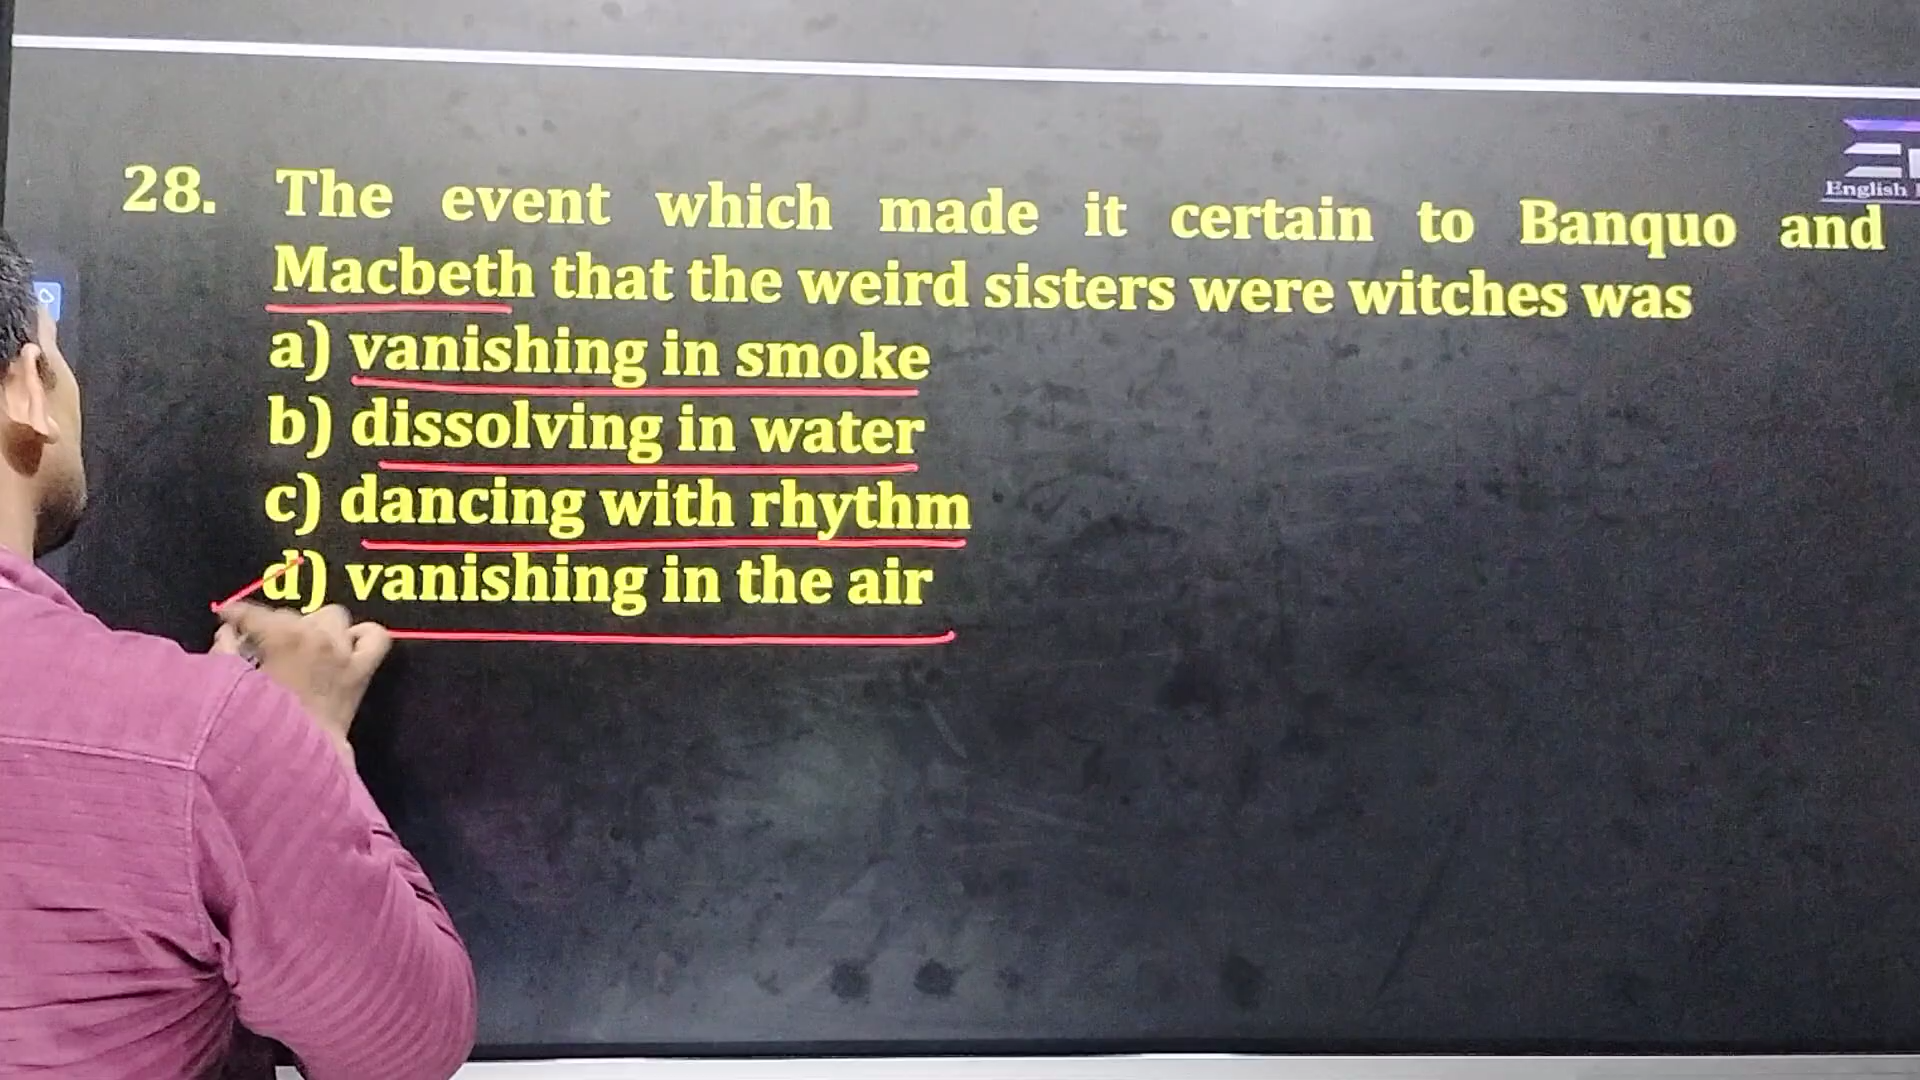 28. The event which made it certain to Banquo and
Macbeth that the weird sisters were witches was
a) vanishing in smoke
b) dissolving in water
c) dancing with rhythm
d) vanishing in the air
English